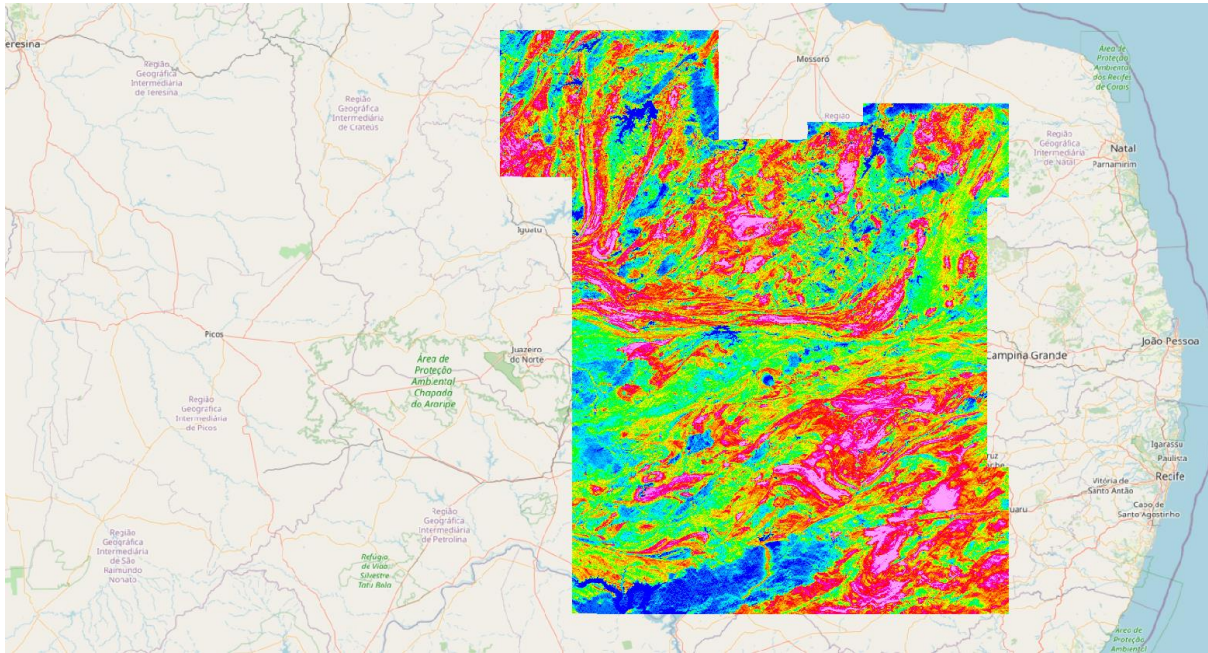 eresina
Região
Geográfica
Intermediária
de Teresina
Região
Geográfica
Intermediária
de Crateús
Mossoró
Região
Área de
Proteção
Ambiental
dos Recifes
de Corais
Região
Geográfica
Intermediária
de Natal
Natal
Parnamirim
Iguatu
Picos
Juazeiro
do Norte
Área de
Proteção
Ambiental
Chapada
do Araripe
Região
Geográfica
Intermediária
de Picos
Campina Grande
João Pessoa
Igarassu
Paulista
Recife
Vitória de
Santo Antão
Cabo de
Santo Agostinho
ruz
uaru
Região
Geográfica
Intermediária
de São
Raimundo
Nonato
Região
Geográfica
Intermediária
de Petrolina
Refúgio
de Vida
Silvestre
Tatu Bola
Área de
Proteção
Ambiental